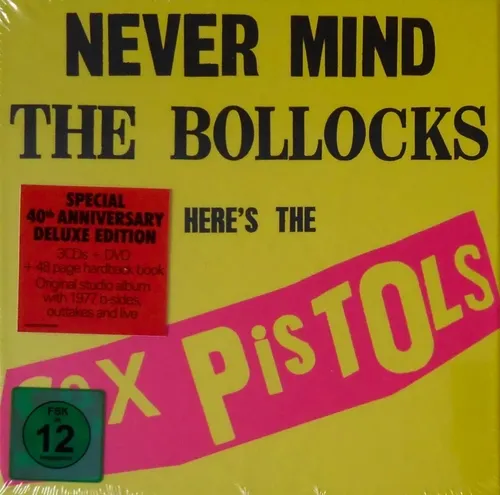 NEVER MIND
THE BOLLOCKS
HERE'S THE
SPECIAL
40th ANNIVERSARY
DELUXE EDITION
3CDs + DVD
+ 48 page hardback book
Original studio album
with 1977 b-sides,
outtakes and live
SEX PISTOLS
FSK
12